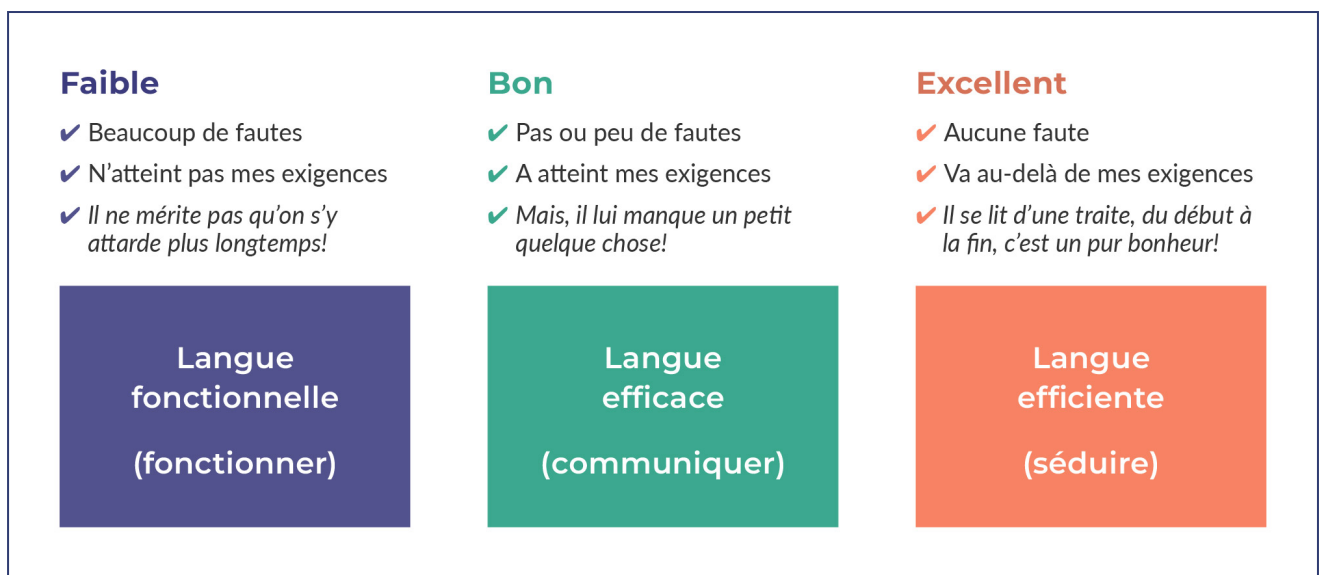 Faible
✔ Beaucoup de fautes
✔ N’atteint pas mes exigences
✔ Il ne mérite pas qu’on s’y
attarde plus longtemps!
Langue
fonctionnelle
(fonctionner)
Bon
✔ Pas ou peu de fautes
✔ A atteint mes exigences
✔ Mais, il lui manque un petit
quelque chose!
Langue
efficace
(communiquer)
Excellent
✔ Aucune faute
✔ Va au-delà de mes exigences
✔ Il se lit d’une traite, du début à
la fin, c’est un pur bonheur!
Langue
efficiente
(séduire)